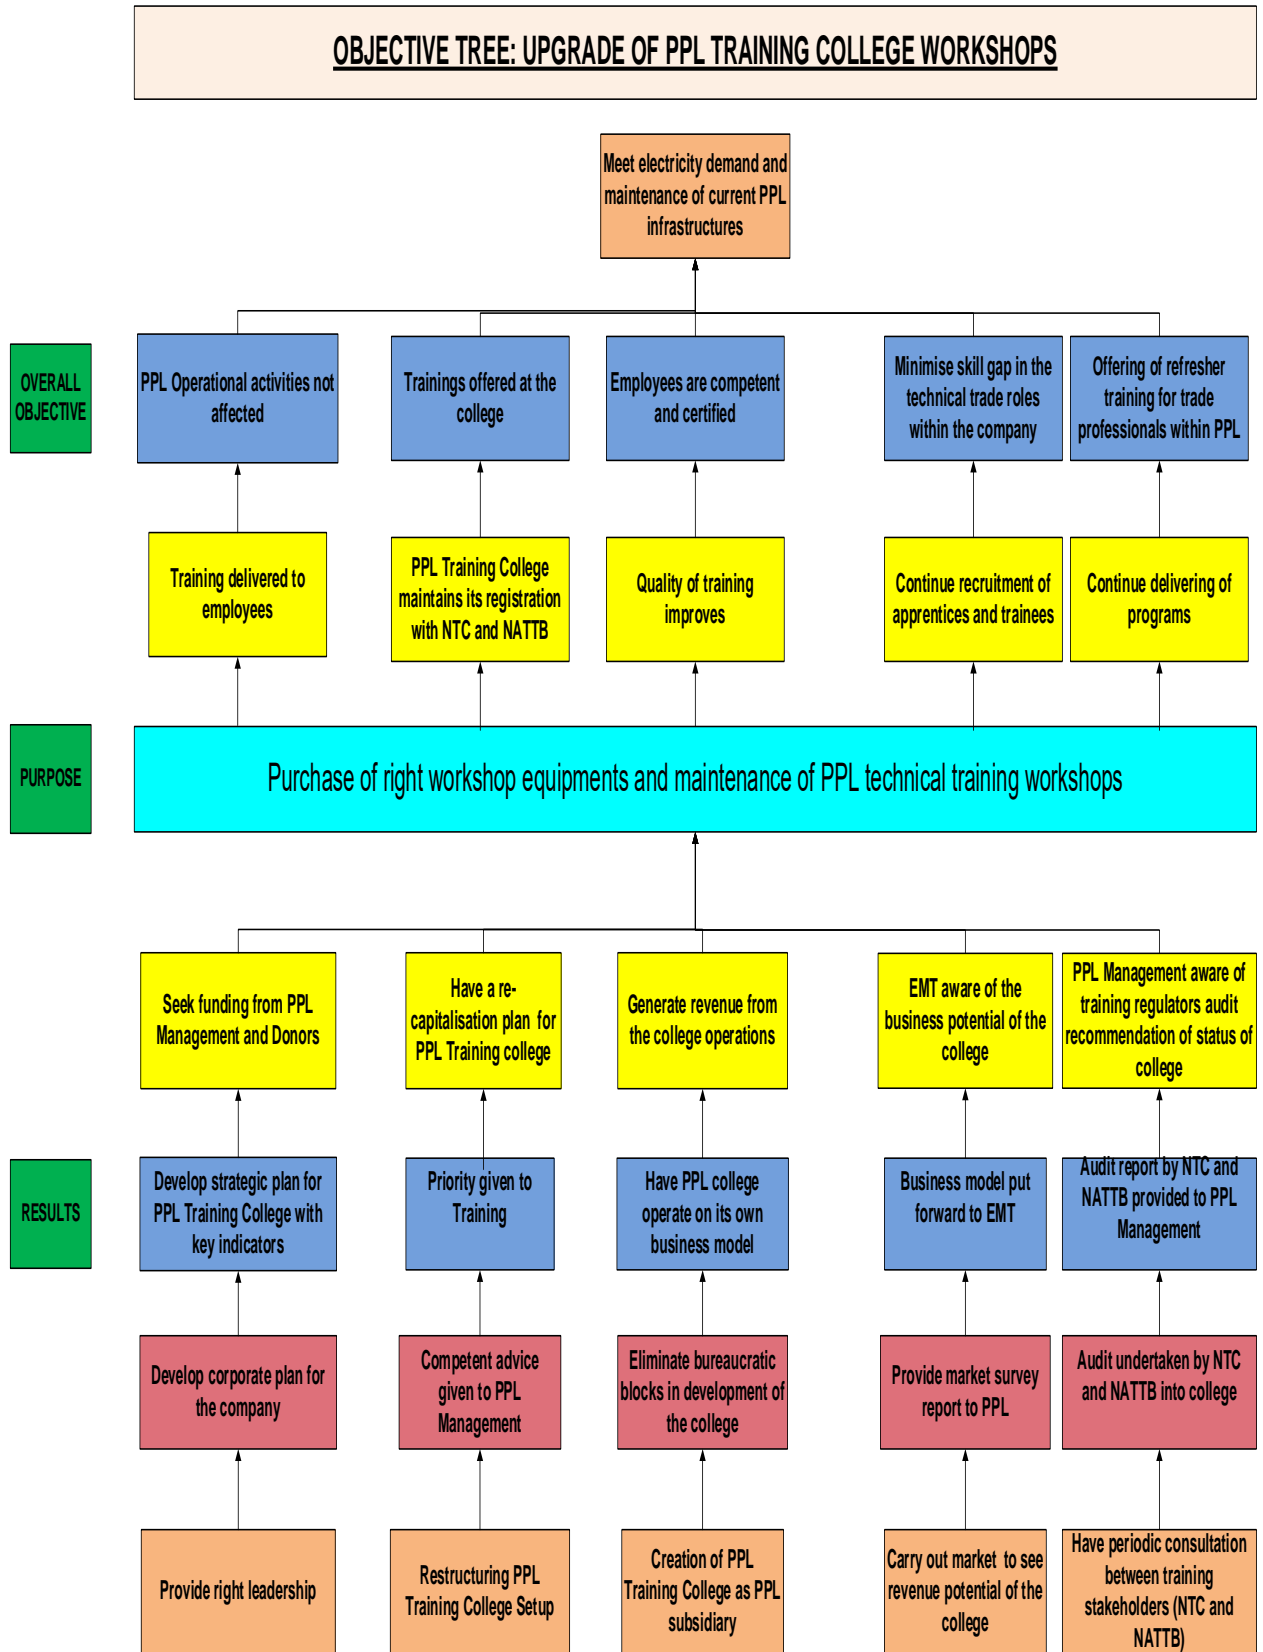 OBJECTIVE TREE: UPGRADE OF PPL TRAINING COLLEGE WORKSHOPS
Meet electricity demand and
maintenance of current PPL
infrastructures
OVERALL
OBJECTIVE
PPL Operational activities not
affected
Trainings offered at the
college
Employees are competent
and certified
Minimise skill gap in the
technical trade roles
within the company
Offering of refresher
training for trade
professionals within PPL
Training delivered to
employees
PPL Training College
maintains its registration
with NTC and NATTB
Quality of training
improves
Continue recruitment of
apprentices and trainees
Continue delivering of
programs
PURPOSE
Purchase of right workshop equipments and maintenance of PPL technical training workshops
Seek funding from PPL
Management and Donors
Have a re-
capitalisation plan for
PPL Training college
Generate revenue from
the college operations
EMT aware of the
business potential of the
college
PPL Management aware of
training regulators audit
recommendation of status of
college
RESULTS
Develop strategic plan for
PPL Training College with
key indicators
Priority given to
Training
Have PPL college
operate on its own
business model
Business model put
forward to EMT
Audit report by NTC and
NATTB provided to PPL
Management
Develop corporate plan for
the company
Competent advice
given to PPL
Management
Eliminate bureaucratic
blocks in development of
the college
Provide market survey
report to PPL
Audit undertaken by NTC
and NATTB into college
Provide right leadership
Restructuring PPL
Training College Setup
Creation of PPL
Training College as PPL
subsidiary
Carry out market to see
revenue potential of the
college
Have periodic consultation
between training
stakeholders (NTC and
NATTB)